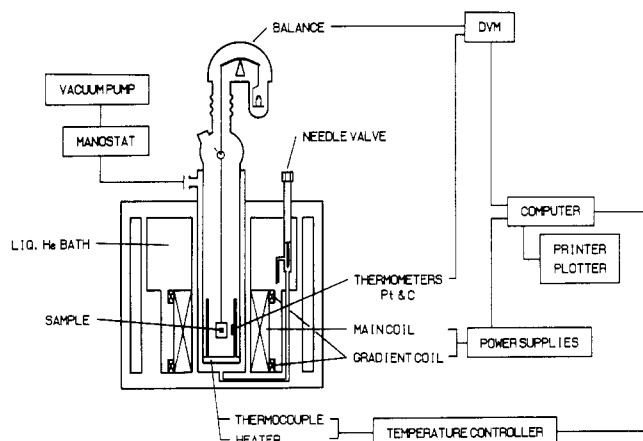 BALANCE
DVM
VACUUM PUMP
MANOSTAT
NEEDLE VALVE
COMPUTER
LIQ. He BATH
PRINTER
PLOTTER
THERMOMETERS
Pt & C
SAMPLE
MAIN COIL
POWER SUPPLIES
GRADIENT COIL
THERMOCOUPLE
TEMPERATURE CONTROLLER
HEATER